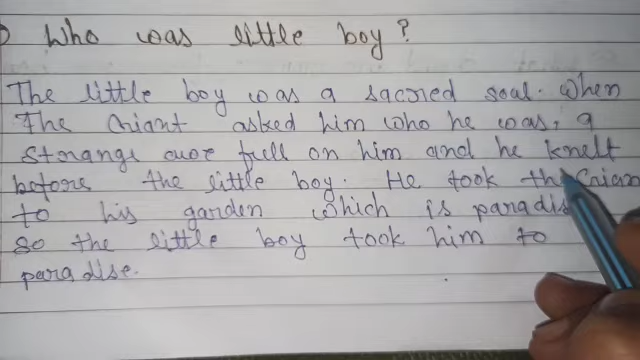 Who was little boy?
The little boy was a sacred soul. When
The Giant asked him who he was, a
strange awe fell on him and he knelt
before the little boy. He took the Gian
to his garden which is paradis
so the little boy took him to
paradise.